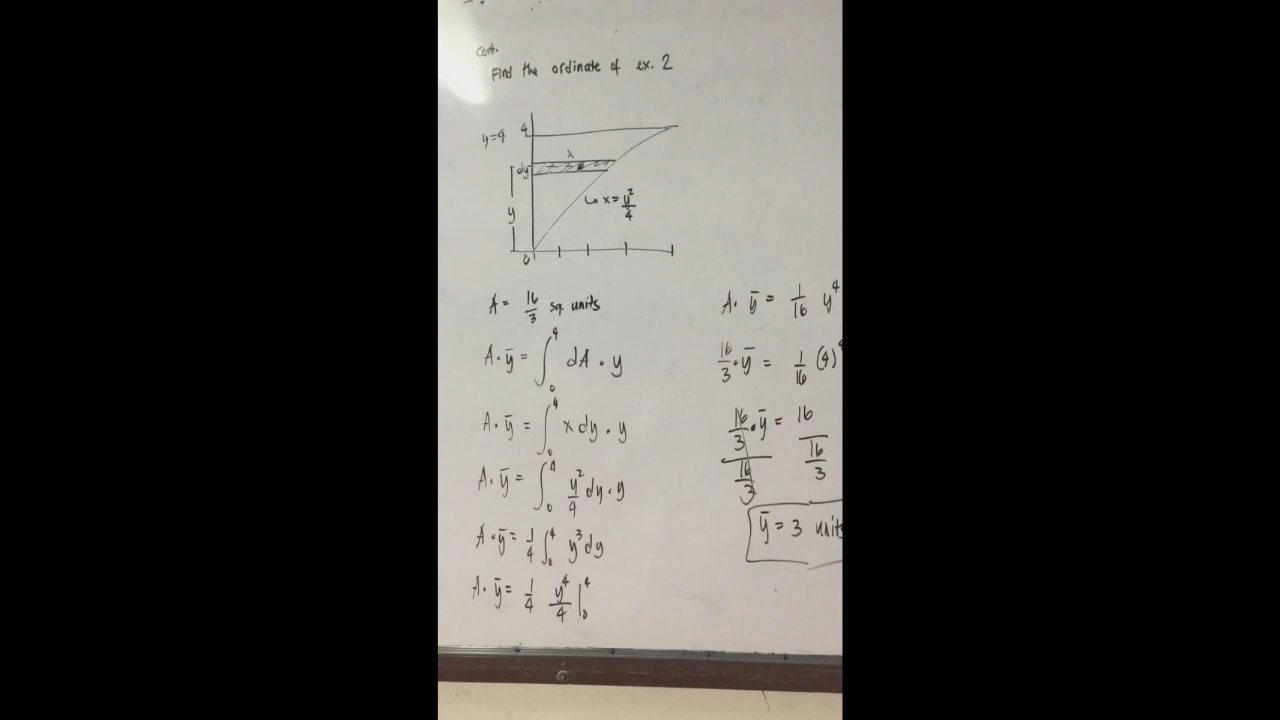 Cont.
Find the ordinate of ex. 2
y=4 4
x
dy
y
x = y²/4
0
A = 16/3 sq. units
A · ȳ = ∫₀⁴ dA · y
A · ȳ = ∫₀⁴ x dy · y
A · ȳ = ∫₀⁴ y²/4 dy · y
A · ȳ = 1/4 ∫₀⁴ y³ dy
A · ȳ = 1/4 y⁴/4 |₀⁴
A · ȳ = 1/16 y⁴
16/3 · ȳ = 1/16 (4)
16/3 · ȳ = 16
16/3 16/3
ȳ = 3 units